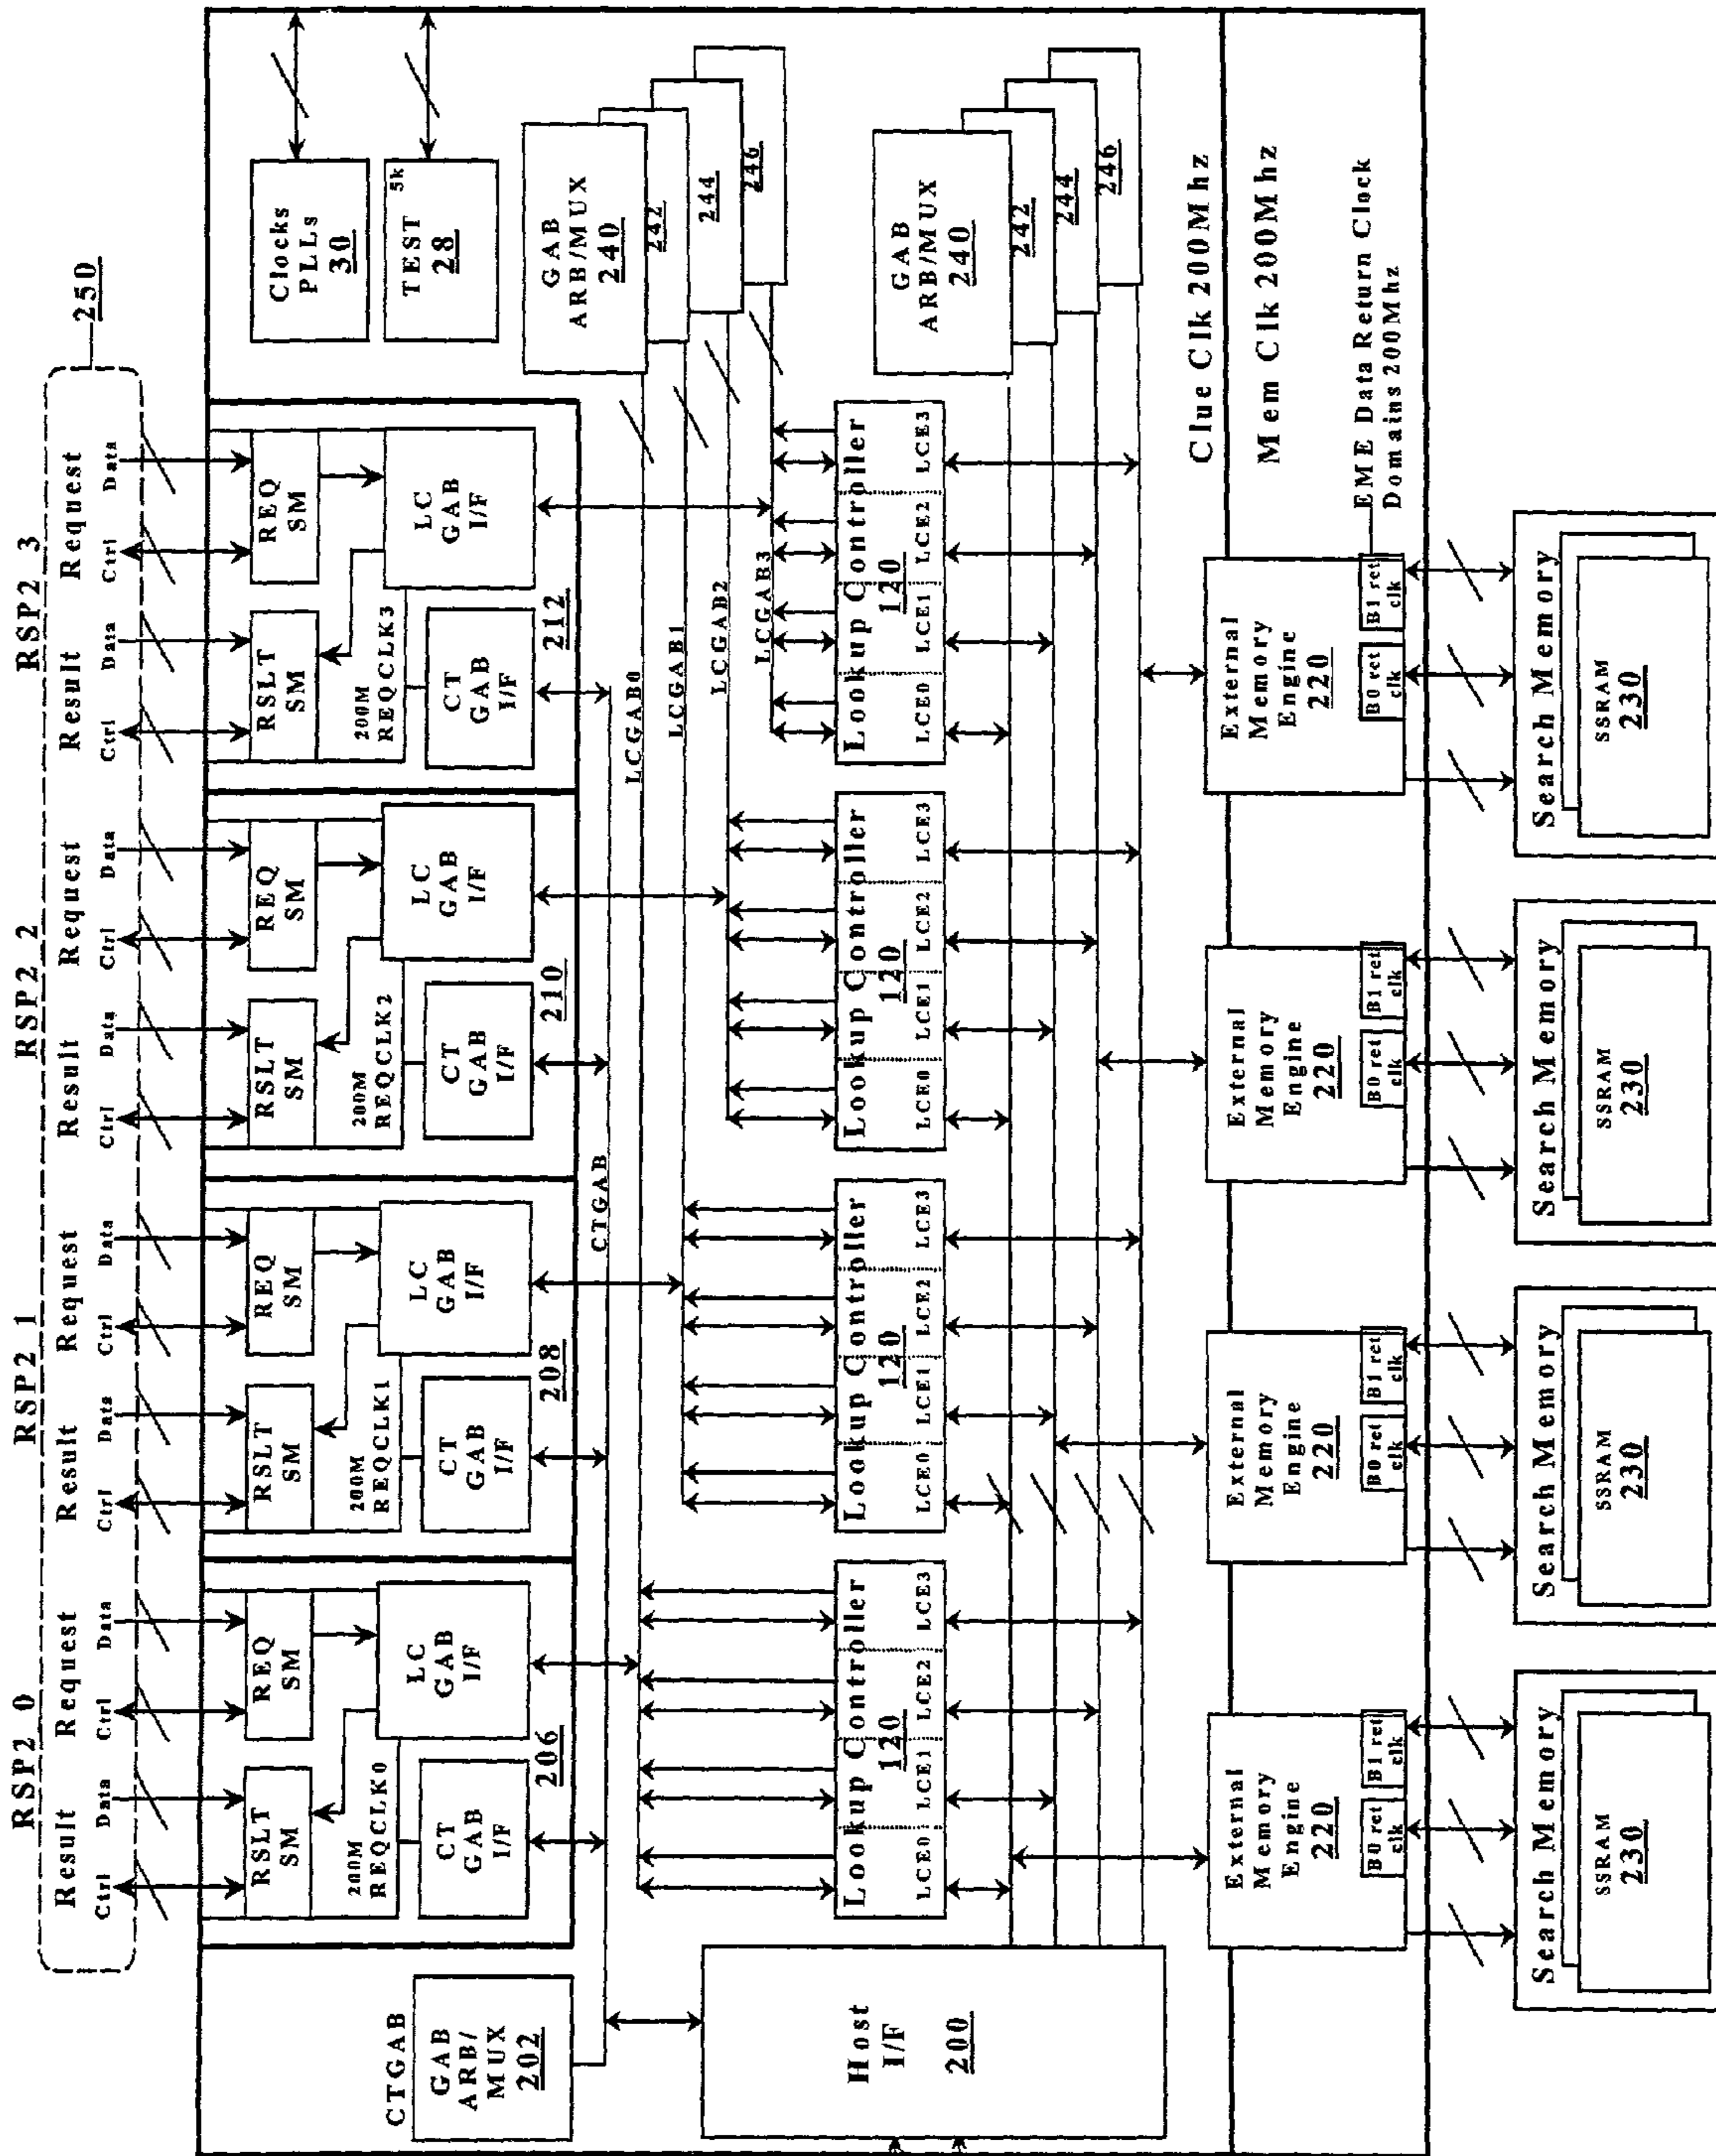 RSP2 0
RSP2 1
RSP2 2
RSP2 3
250
Result Request
Result Request
Result Request
Result Request
Ctrl Data Ctrl Data
Ctrl Data Ctrl Data
Ctrl Data Ctrl Data
Ctrl Data Ctrl Data
RSLT
SM
REQ
SM
200M
REQCLK0
LC
GAB
I/F
CT
GAB
I/F
206
RSLT
SM
REQ
SM
200M
REQCLK1
LC
GAB
I/F
CT
GAB
I/F
208
RSLT
SM
REQ
SM
200M
REQCLK2
LC
GAB
I/F
CT
GAB
I/F
210
RSLT
SM
REQ
SM
200M
REQCLK3
LC
GAB
I/F
CT
GAB
I/F
212
Clocks
PLLs
30
5k
TEST
28
CTGAB
GAB
ARB/
MUX
202
CTGAB
LCGAB0
LCGAB1
LCGAB2
LCGAB3
GAB
ARB/MUX
240
242
244
246
Host
I/F
200
Lookup Controller
120
LCE0 LCE1 LCE2 LCE3
Lookup Controller
120
LCE0 LCE1 LCE2 LCE3
Lookup Controller
120
LCE0 LCE1 LCE2 LCE3
Lookup Controller
120
LCE0 LCE1 LCE2 LCE3
GAB
ARB/MUX
240
242
244
246
Clue Clk 200Mhz
Mem Clk 200Mhz
EME Data Return Clock
Domains 200Mhz
External
Memory
Engine
220
B0 ret
clk
B1 ret
clk
External
Memory
Engine
220
B0 ret
clk
B1 ret
clk
External
Memory
Engine
220
B0 ret
clk
B1 ret
clk
External
Memory
Engine
220
B0 ret
clk
B1 ret
clk
Search Memory
SSRAM
230
Search Memory
SSRAM
230
Search Memory
SSRAM
230
Search Memory
SSRAM
230